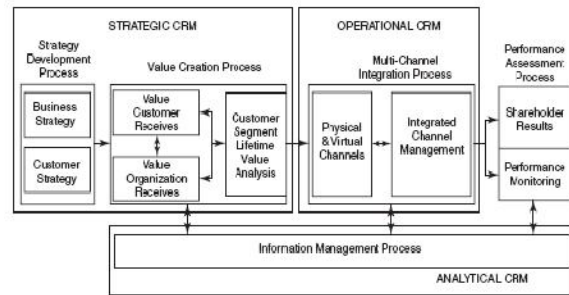 STRATEGIC CRM
OPERATIONAL CRM
Strategy
Development
Process
Value Creation Process
Multi-Channel
Integration Process
Performance
Assessment
Process
Business
Strategy
Customer
Strategy
Value
Customer
Receives
Value
Organization
Receives
Customer
Segment
Lifetime
Value
Analysis
Physical
& Virtual
Channels
Integrated
Channel
Management
Shareholder
Results
Performance
Monitoring
Information Management Process
ANALYTICAL CRM